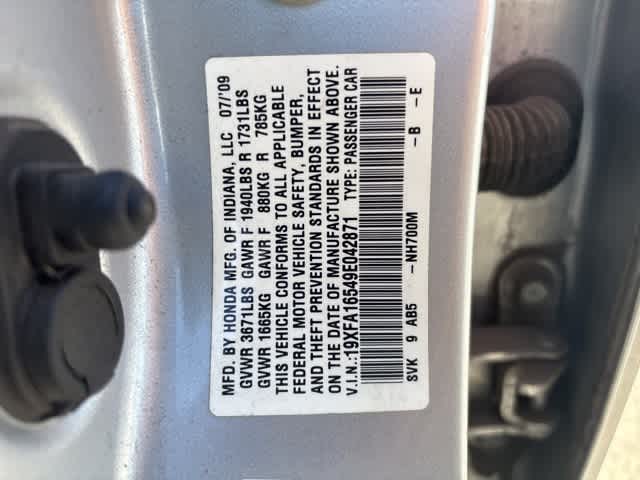 MFD. BY HONDA MFG. OF INDIANA, LLC 07/09
GVWR 3671LBS GAWR F 1940LBS R 1731LBS
GVWR 1665KG GAWR F 880KG R 785KG
THIS VEHICLE CONFORMS TO ALL APPLICABLE
FEDERAL MOTOR VEHICLE SAFETY, BUMPER,
AND THEFT PREVENTION STANDARDS IN EFFECT
ON THE DATE OF MANUFACTURE SHOWN ABOVE.
V.I.N.:19XFA16549E042871 TYPE: PASSENGER CAR
SVK 9 AB5 -NH700M -B -E